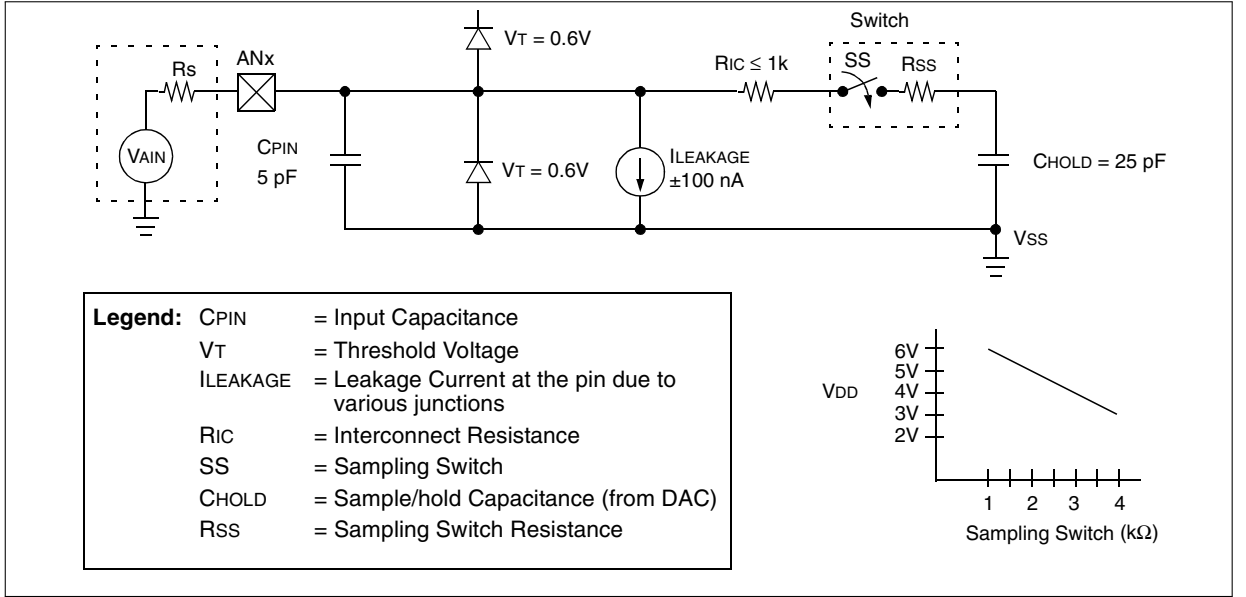 Switch
VT = 0.6V
ANx
RIC ≤ 1k
SS
RSS
Rs
VAIN
CPIN
5 pF
VT = 0.6V
ILEAKAGE
±100 nA
CHOLD = 25 pF
VSS
Legend: CPIN = Input Capacitance
VT = Threshold Voltage
ILEAKAGE = Leakage Current at the pin due to
various junctions
RIC = Interconnect Resistance
SS = Sampling Switch
CHOLD = Sample/hold Capacitance (from DAC)
RSS = Sampling Switch Resistance
6V
5V
4V
3V
2V
VDD
1 2 3 4
Sampling Switch (kΩ)